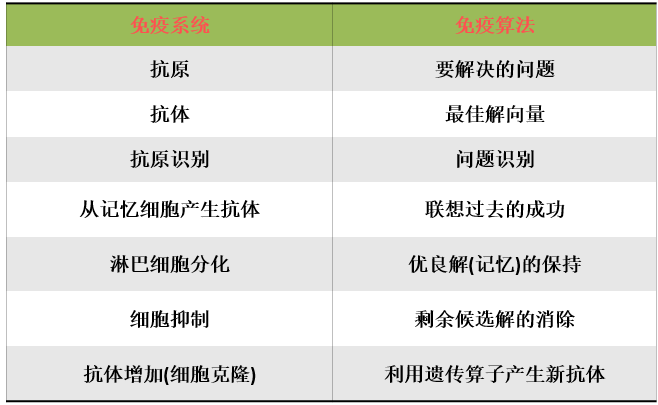 免疫系统 免疫算法
抗原 要解决的问题
抗体 最佳解向量
抗原识别 问题识别
从记忆细胞产生抗体 联想过去的成功
淋巴细胞分化 优良解(记忆)的保持
细胞抑制 剩余候选解的消除
抗体增加(细胞克隆) 利用遗传算子产生新抗体